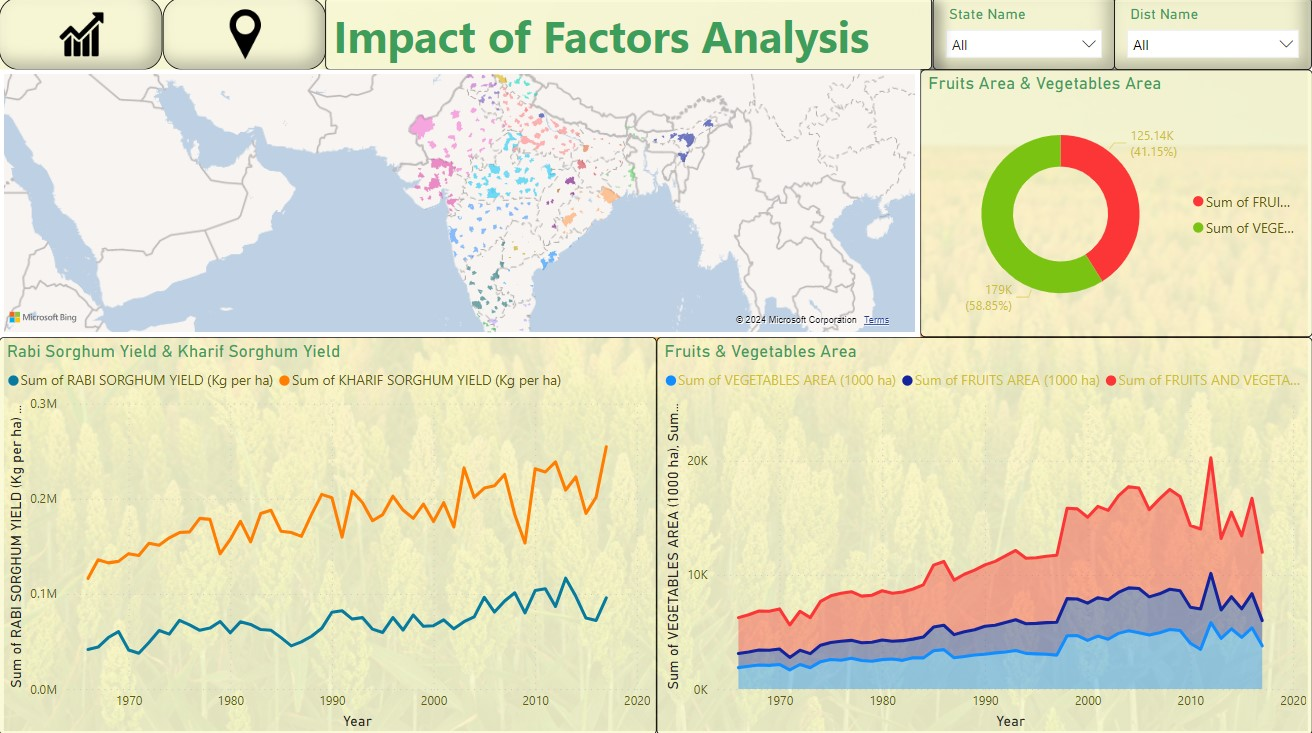 Impact of Factors Analysis
State Name
All
Dist Name
All
Microsoft Bing
© 2024 Microsoft Corporation Terms
Fruits Area & Vegetables Area
125.14K
(41.15%)
179K
(58.85%)
Sum of FRUI...
Sum of VEGE...
Rabi Sorghum Yield & Kharif Sorghum Yield
Sum of RABI SORGHUM YIELD (Kg per ha) Sum of KHARIF SORGHUM YIELD (Kg per ha)
Sum of RABI SORGHUM YIELD (Kg per ha) ...
0.3M
0.2M
0.1M
0.0M
1970 1980 1990 2000 2010 2020
Year
Fruits & Vegetables Area
Sum of VEGETABLES AREA (1000 ha) Sum of FRUITS AREA (1000 ha) Sum of FRUITS AND VEGETA...
Sum of VEGETABLES AREA (1000 ha), Sum...
20K
10K
0K
1970 1980 1990 2000 2010 2020
Year